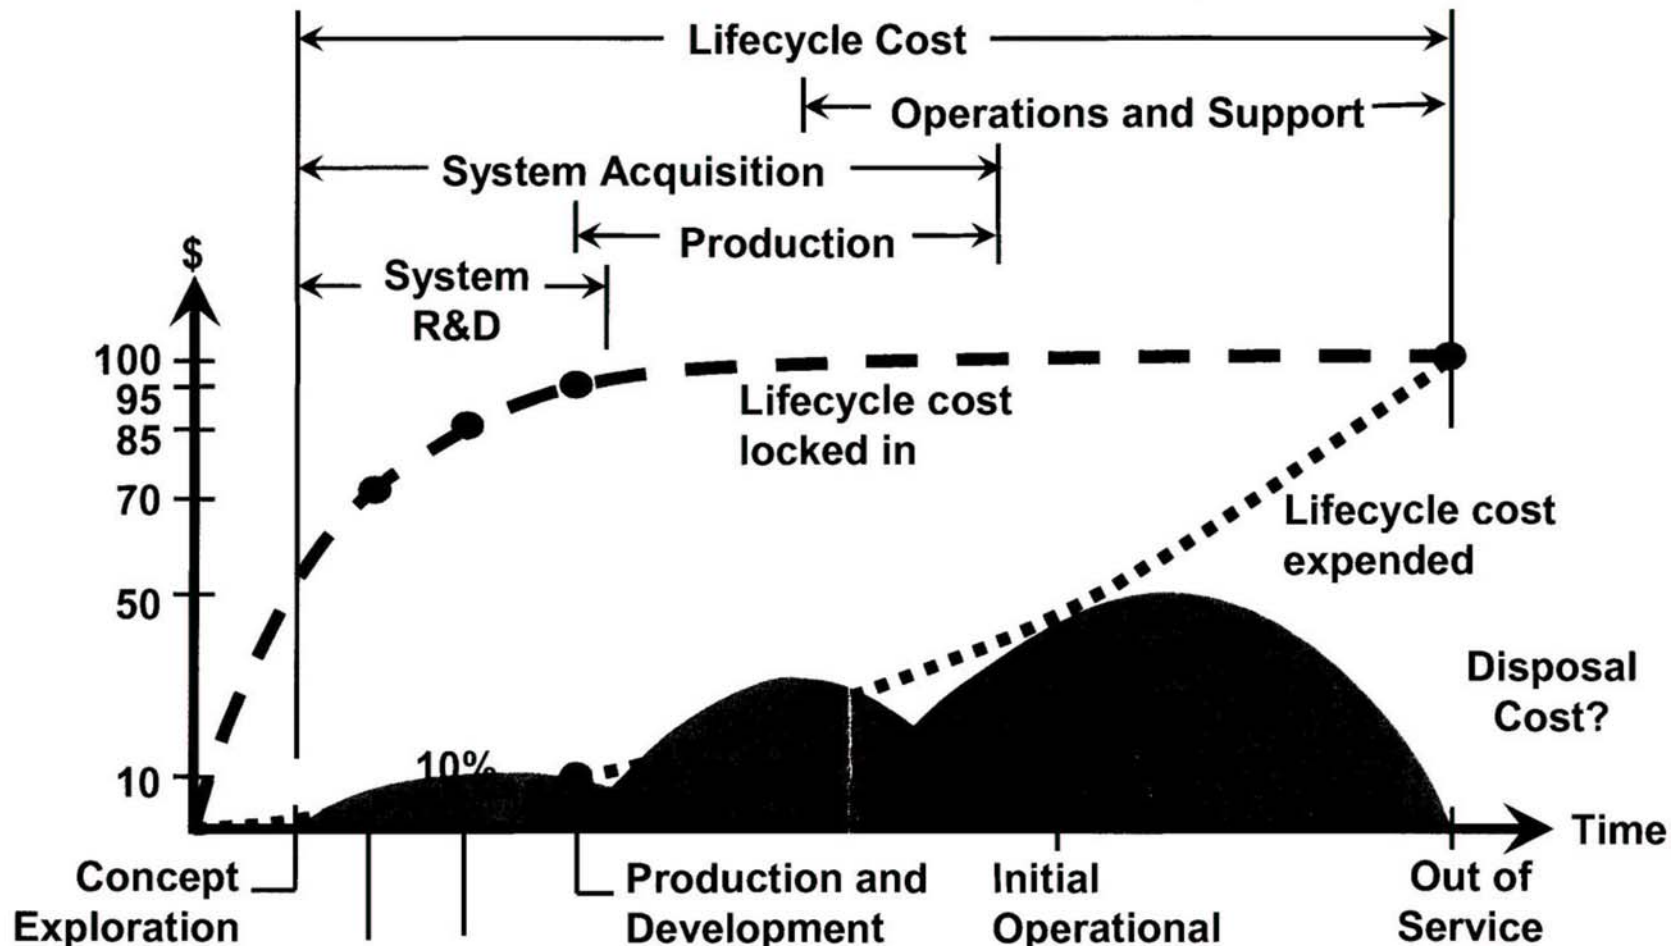 Lifecycle Cost
Operations and Support
System Acquisition
Production
$
System
R&D
100
95
85
70
50
10
Lifecycle cost
locked in
Lifecycle cost
expended
Disposal
Cost?
10%
Time
Concept
Exploration
Production and
Development
Initial
Operational
Out of
Service